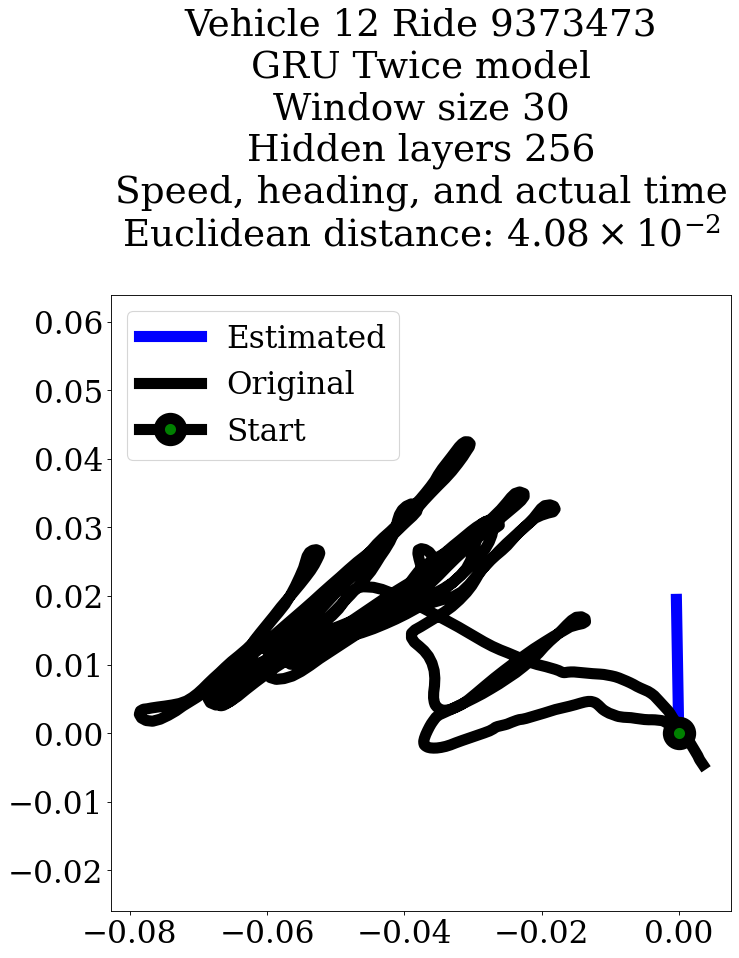 Vehicle 12 Ride 9373473
GRU Twice model
Window size 30
Hidden layers 256
Speed, heading, and actual time
Euclidean distance: 4.08 × 10⁻²
Estimated
Original
Start
0.06
0.05
0.04
0.03
0.02
0.01
0.00
−0.01
−0.02
−0.08 −0.06 −0.04 −0.02 0.00